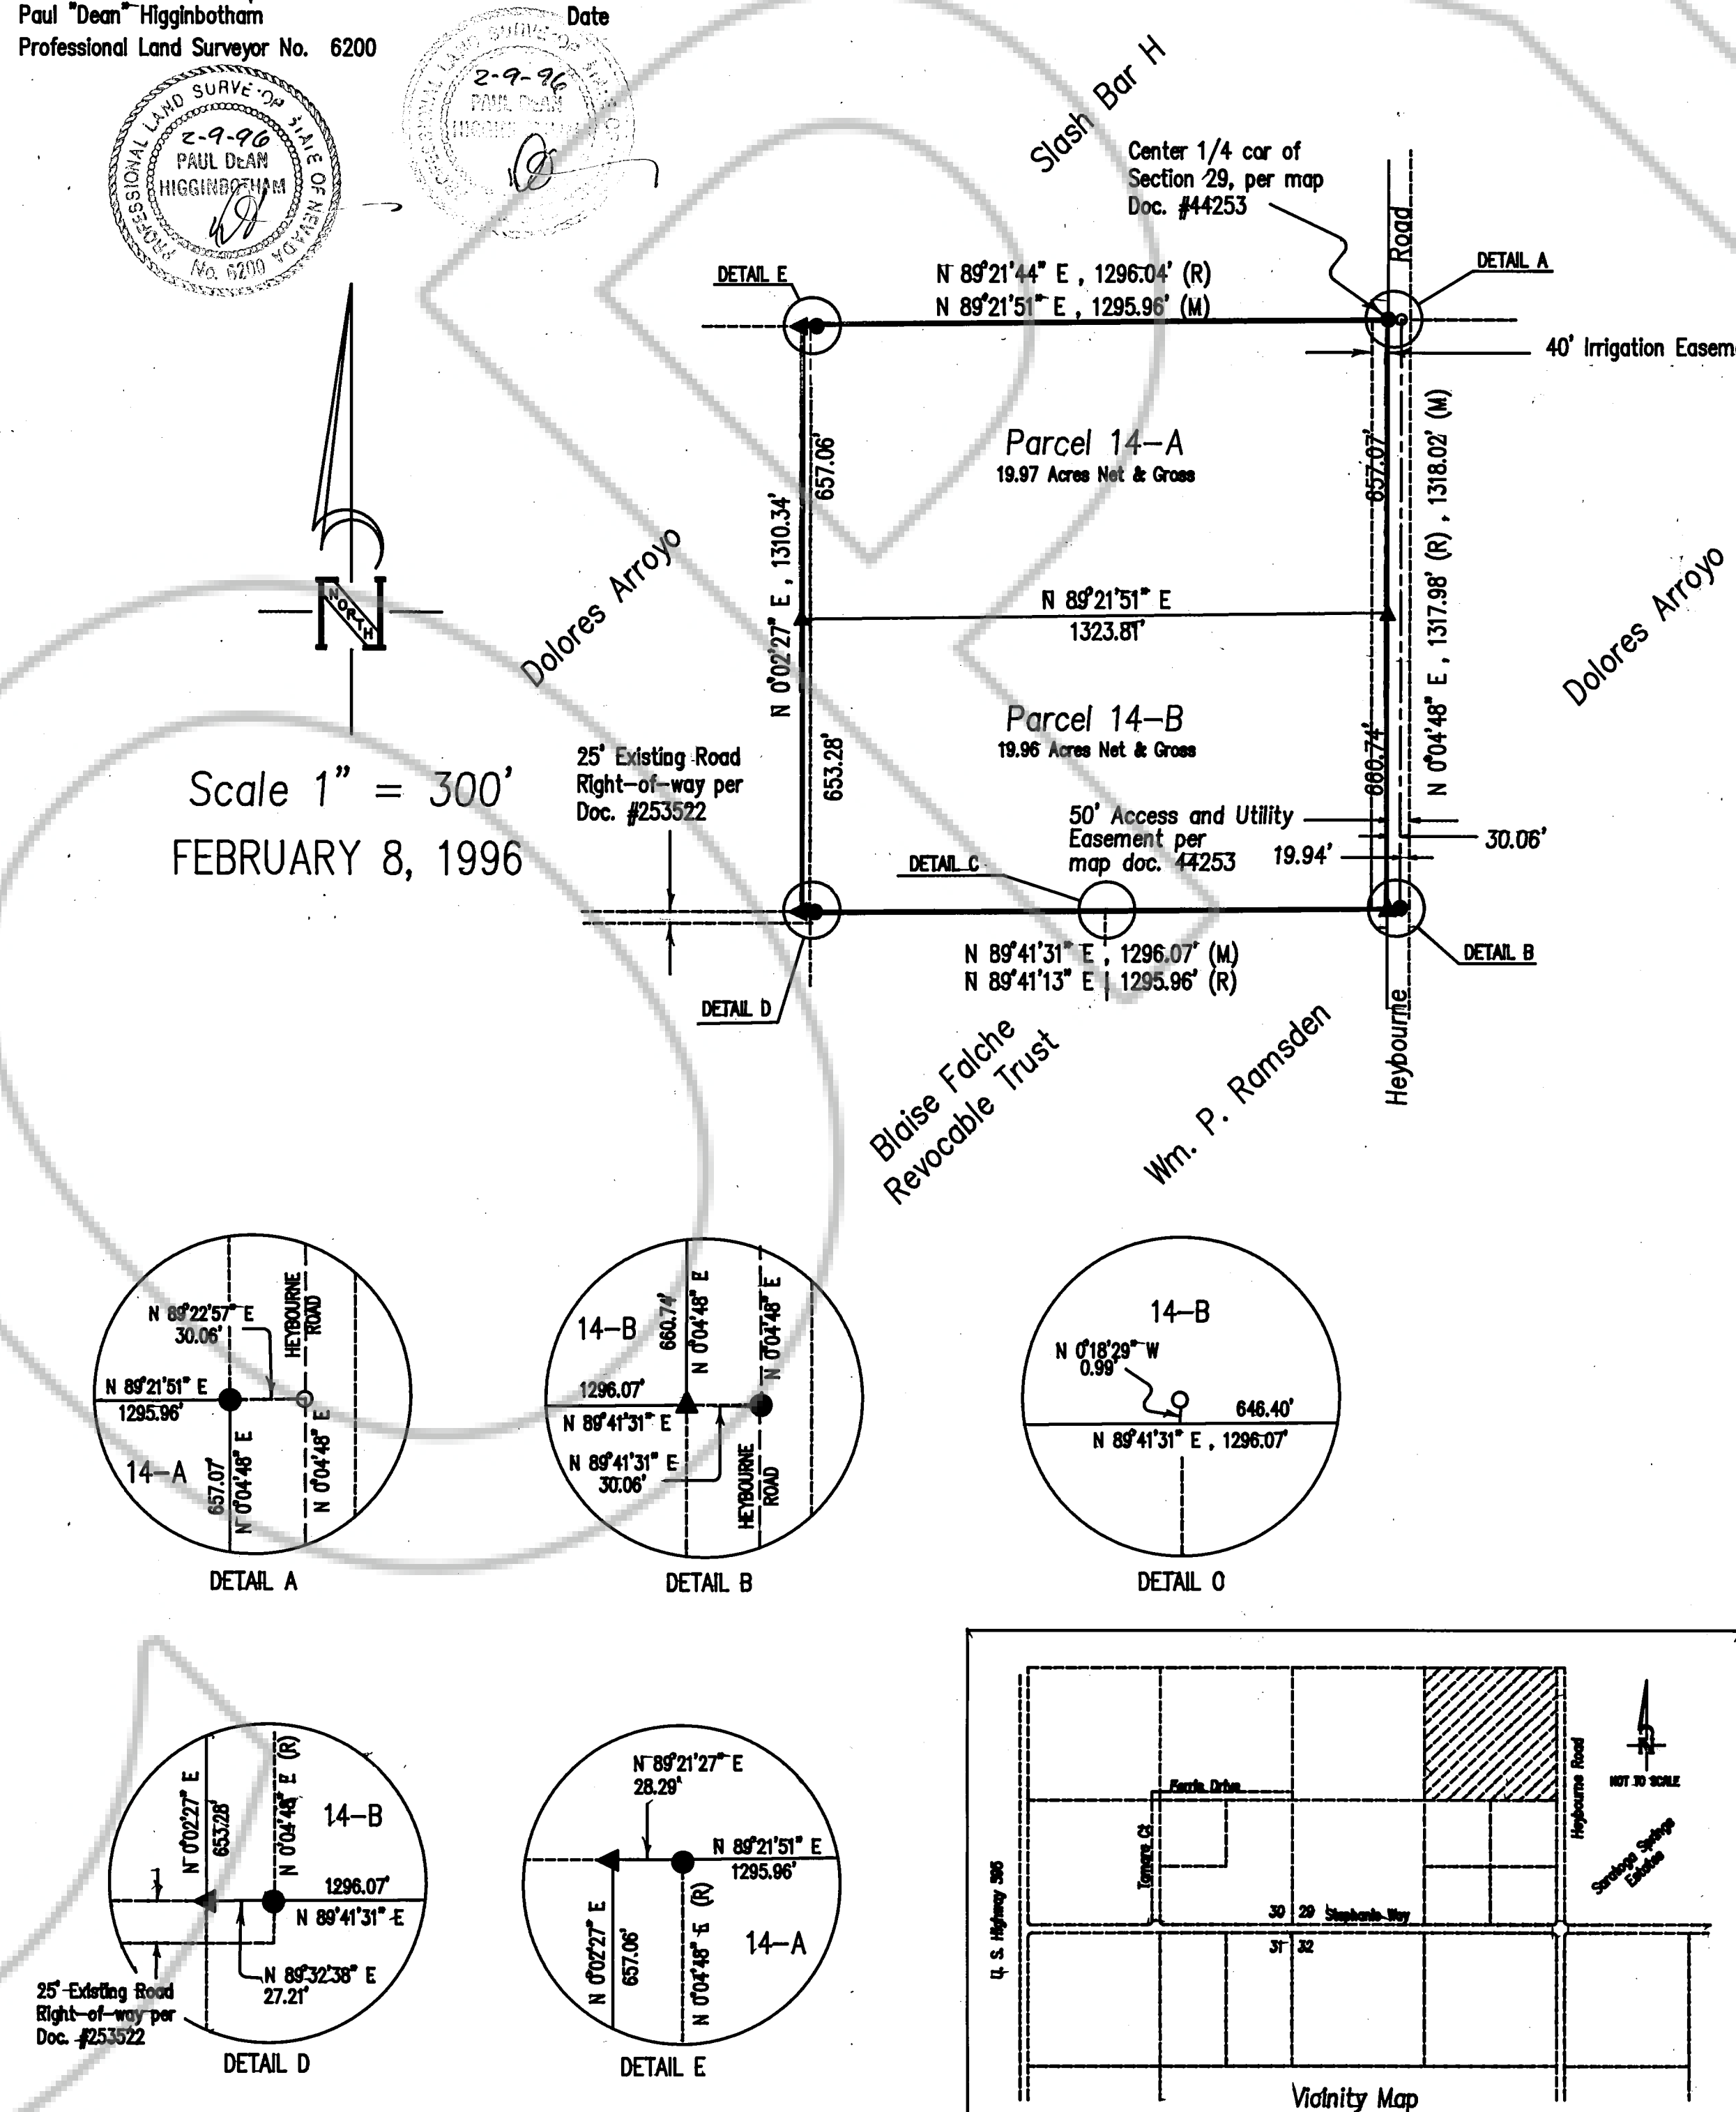 Paul "Dean" Higginbotham
Date
Professional Land Surveyor No. 6200
PROFESSIONAL LAND SURVEYOR STATE OF NEVADA
2-9-96
PAUL DEAN
HIGGINBOTHAM
No. 6200
2-9-96
PAUL DEAN
Slash Bar H
Center 1/4 cor of
Section 29, per map
Doc. #44253
Road
DETAIL E
N 89°21'44" E , 1296.04' (R)
N 89°21'51" E , 1295.96' (M)
DETAIL A
40' Irrigation Easem
Parcel 14-A
19.97 Acres Net & Gross
657.06'
657.07'
N 0°02'27" E , 1310.34'
N 0°04'48" E , 1317.98' (R) , 1318.02' (M)
Dolores Arroyo
Dolores Arroyo
NORTH
N 89°21'51" E
1323.81'
Parcel 14-B
19.96 Acres Net & Gross
653.28'
660.74'
Scale 1" = 300'
FEBRUARY 8, 1996
25' Existing Road
Right-of-way per
Doc. #253522
50' Access and Utility
Easement per
map doc. 44253
19.94'
30.06'
DETAIL C
DETAIL B
DETAIL D
N 89°41'31" E , 1296.07' (M)
N 89°41'13" E , 1295.96' (R)
Heybourne
Blaise Falche
Revocable Trust
Wm. P. Ramsden
N 89°22'57" E
30.06'
HEYBOURNE
ROAD
N 89°21'51" E
1295.96'
14-A
657.07'
N 0°04'48" E
N 0°04'48" E
DETAIL A
14-B
660.74'
N 0°04'48" E
N 0°04'48" E
1296.07'
N 89°41'31" E
N 89°41'31" E
30.06'
HEYBOURNE
ROAD
DETAIL B
14-B
N 0°18'29" W
0.99'
646.40'
N 89°41'31" E , 1296.07'
DETAIL C
N 0°02'27" E
653.28'
N 0°04'48" E (R)
14-B
1296.07'
N 89°41'31" E
N 89°32'38" E
27.21'
25' Existing Road
Right-of-way per
Doc. #253522
DETAIL D
N 89°21'27" E
28.29'
N 89°21'51" E
1295.96'
N 0°02'27" E
657.06'
N 0°04'48" E (R)
14-A
DETAIL E
NOT TO SCALE
Heybourne Road
Saratoga Springs
Estates
Drive
U. S. Highway 395
30 29 Stephanie Way
31 32
Vicinity Map